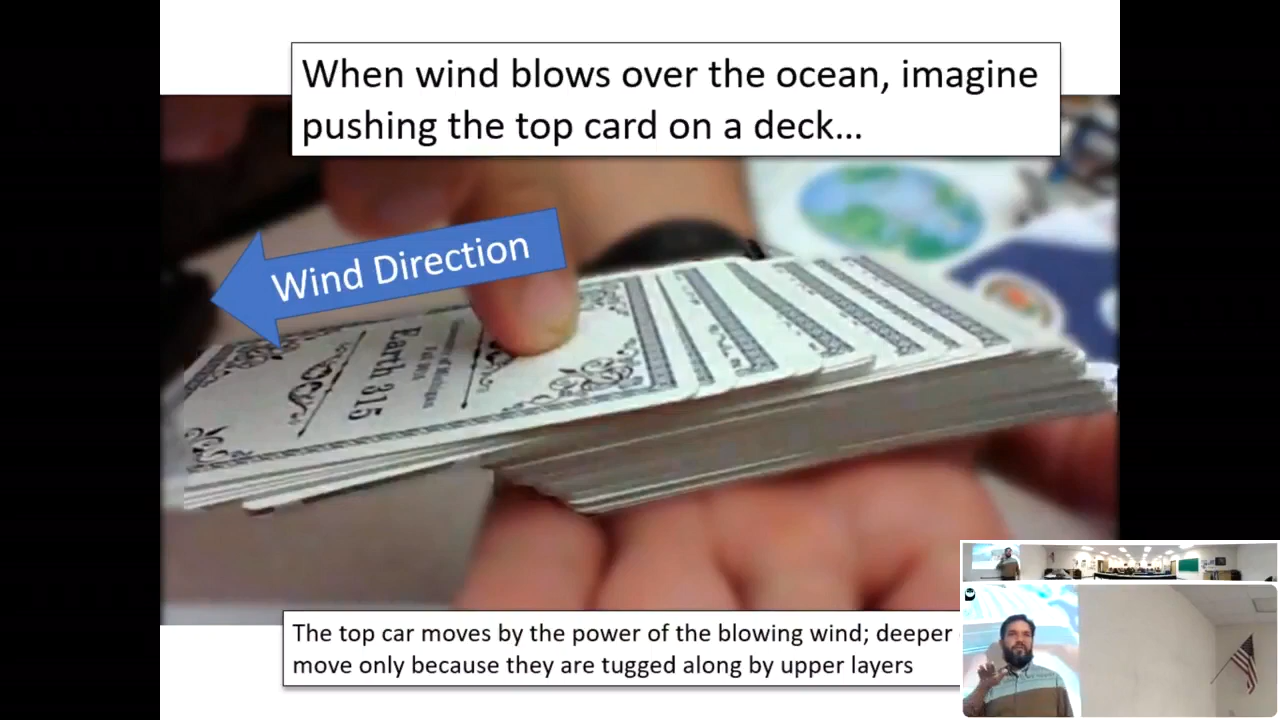 When wind blows over the ocean, imagine
pushing the top card on a deck…
Wind Direction
Earth 315
The top car moves by the power of the blowing wind; deeper
move only because they are tugged along by upper layers